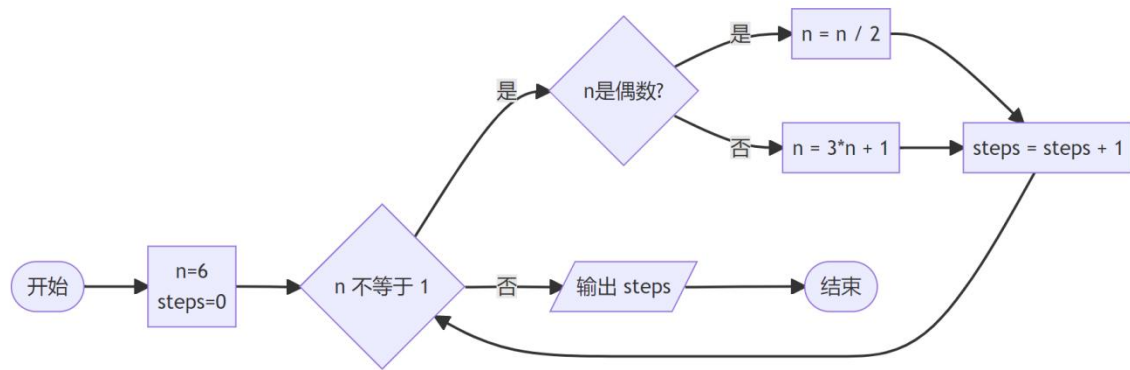 开始
n=6
steps=0
n 不等于 1
是
n是偶数?
是
n = n / 2
否
n = 3*n + 1
steps = steps + 1
否
输出 steps
结束